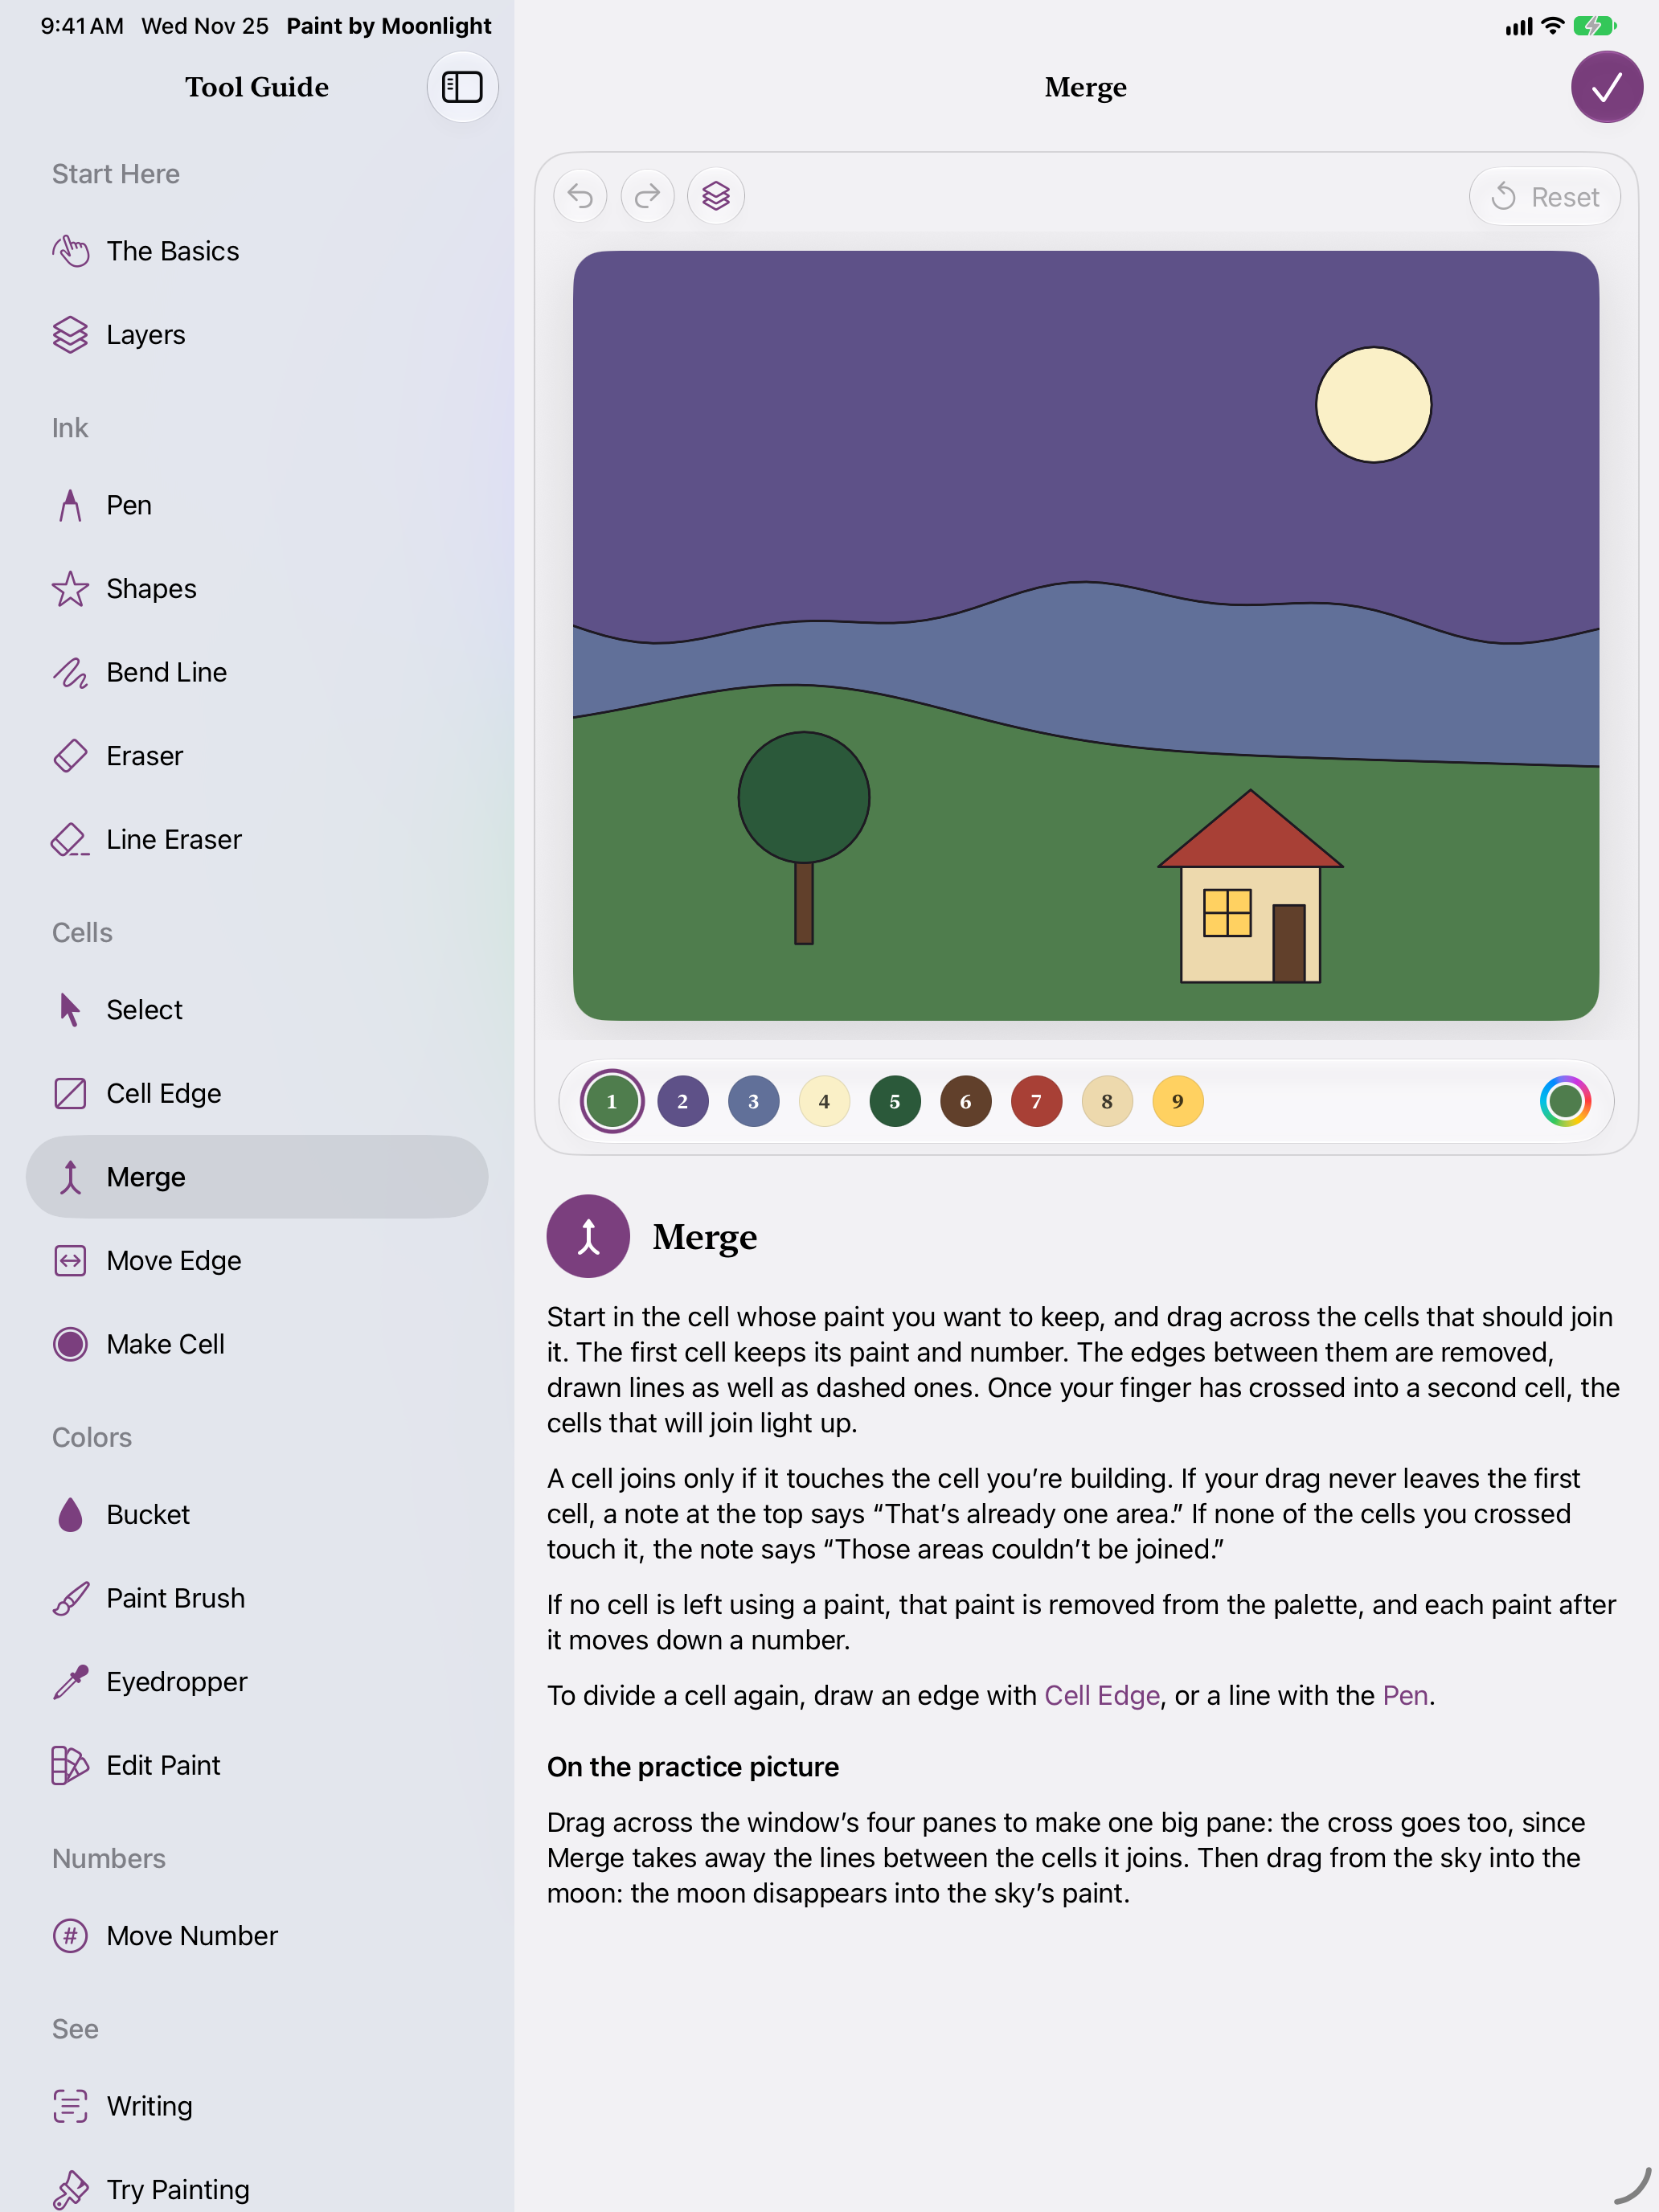 9:41 AM Wed Nov 25 Paint by Moonlight
Tool Guide
Start Here
The Basics
Layers
Ink
Pen
Shapes
Bend Line
Eraser
Line Eraser
Cells
Select
Cell Edge
Merge
Move Edge
Make Cell
Colors
Bucket
Paint Brush
Eyedropper
Edit Paint
Numbers
# Move Number
See
Writing
Try Painting
Merge
Reset
1 2 3 4 5 6 7 8 9
Merge
Start in the cell whose paint you want to keep, and drag across the cells that should join
it. The first cell keeps its paint and number. The edges between them are removed,
drawn lines as well as dashed ones. Once your finger has crossed into a second cell, the
cells that will join light up.
A cell joins only if it touches the cell you’re building. If your drag never leaves the first
cell, a note at the top says “That’s already one area.” If none of the cells you crossed
touch it, the note says “Those areas couldn’t be joined.”
If no cell is left using a paint, that paint is removed from the palette, and each paint after
it moves down a number.
To divide a cell again, draw an edge with Cell Edge, or a line with the Pen.
On the practice picture
Drag across the window’s four panes to make one big pane: the cross goes too, since
Merge takes away the lines between the cells it joins. Then drag from the sky into the
moon: the moon disappears into the sky’s paint.